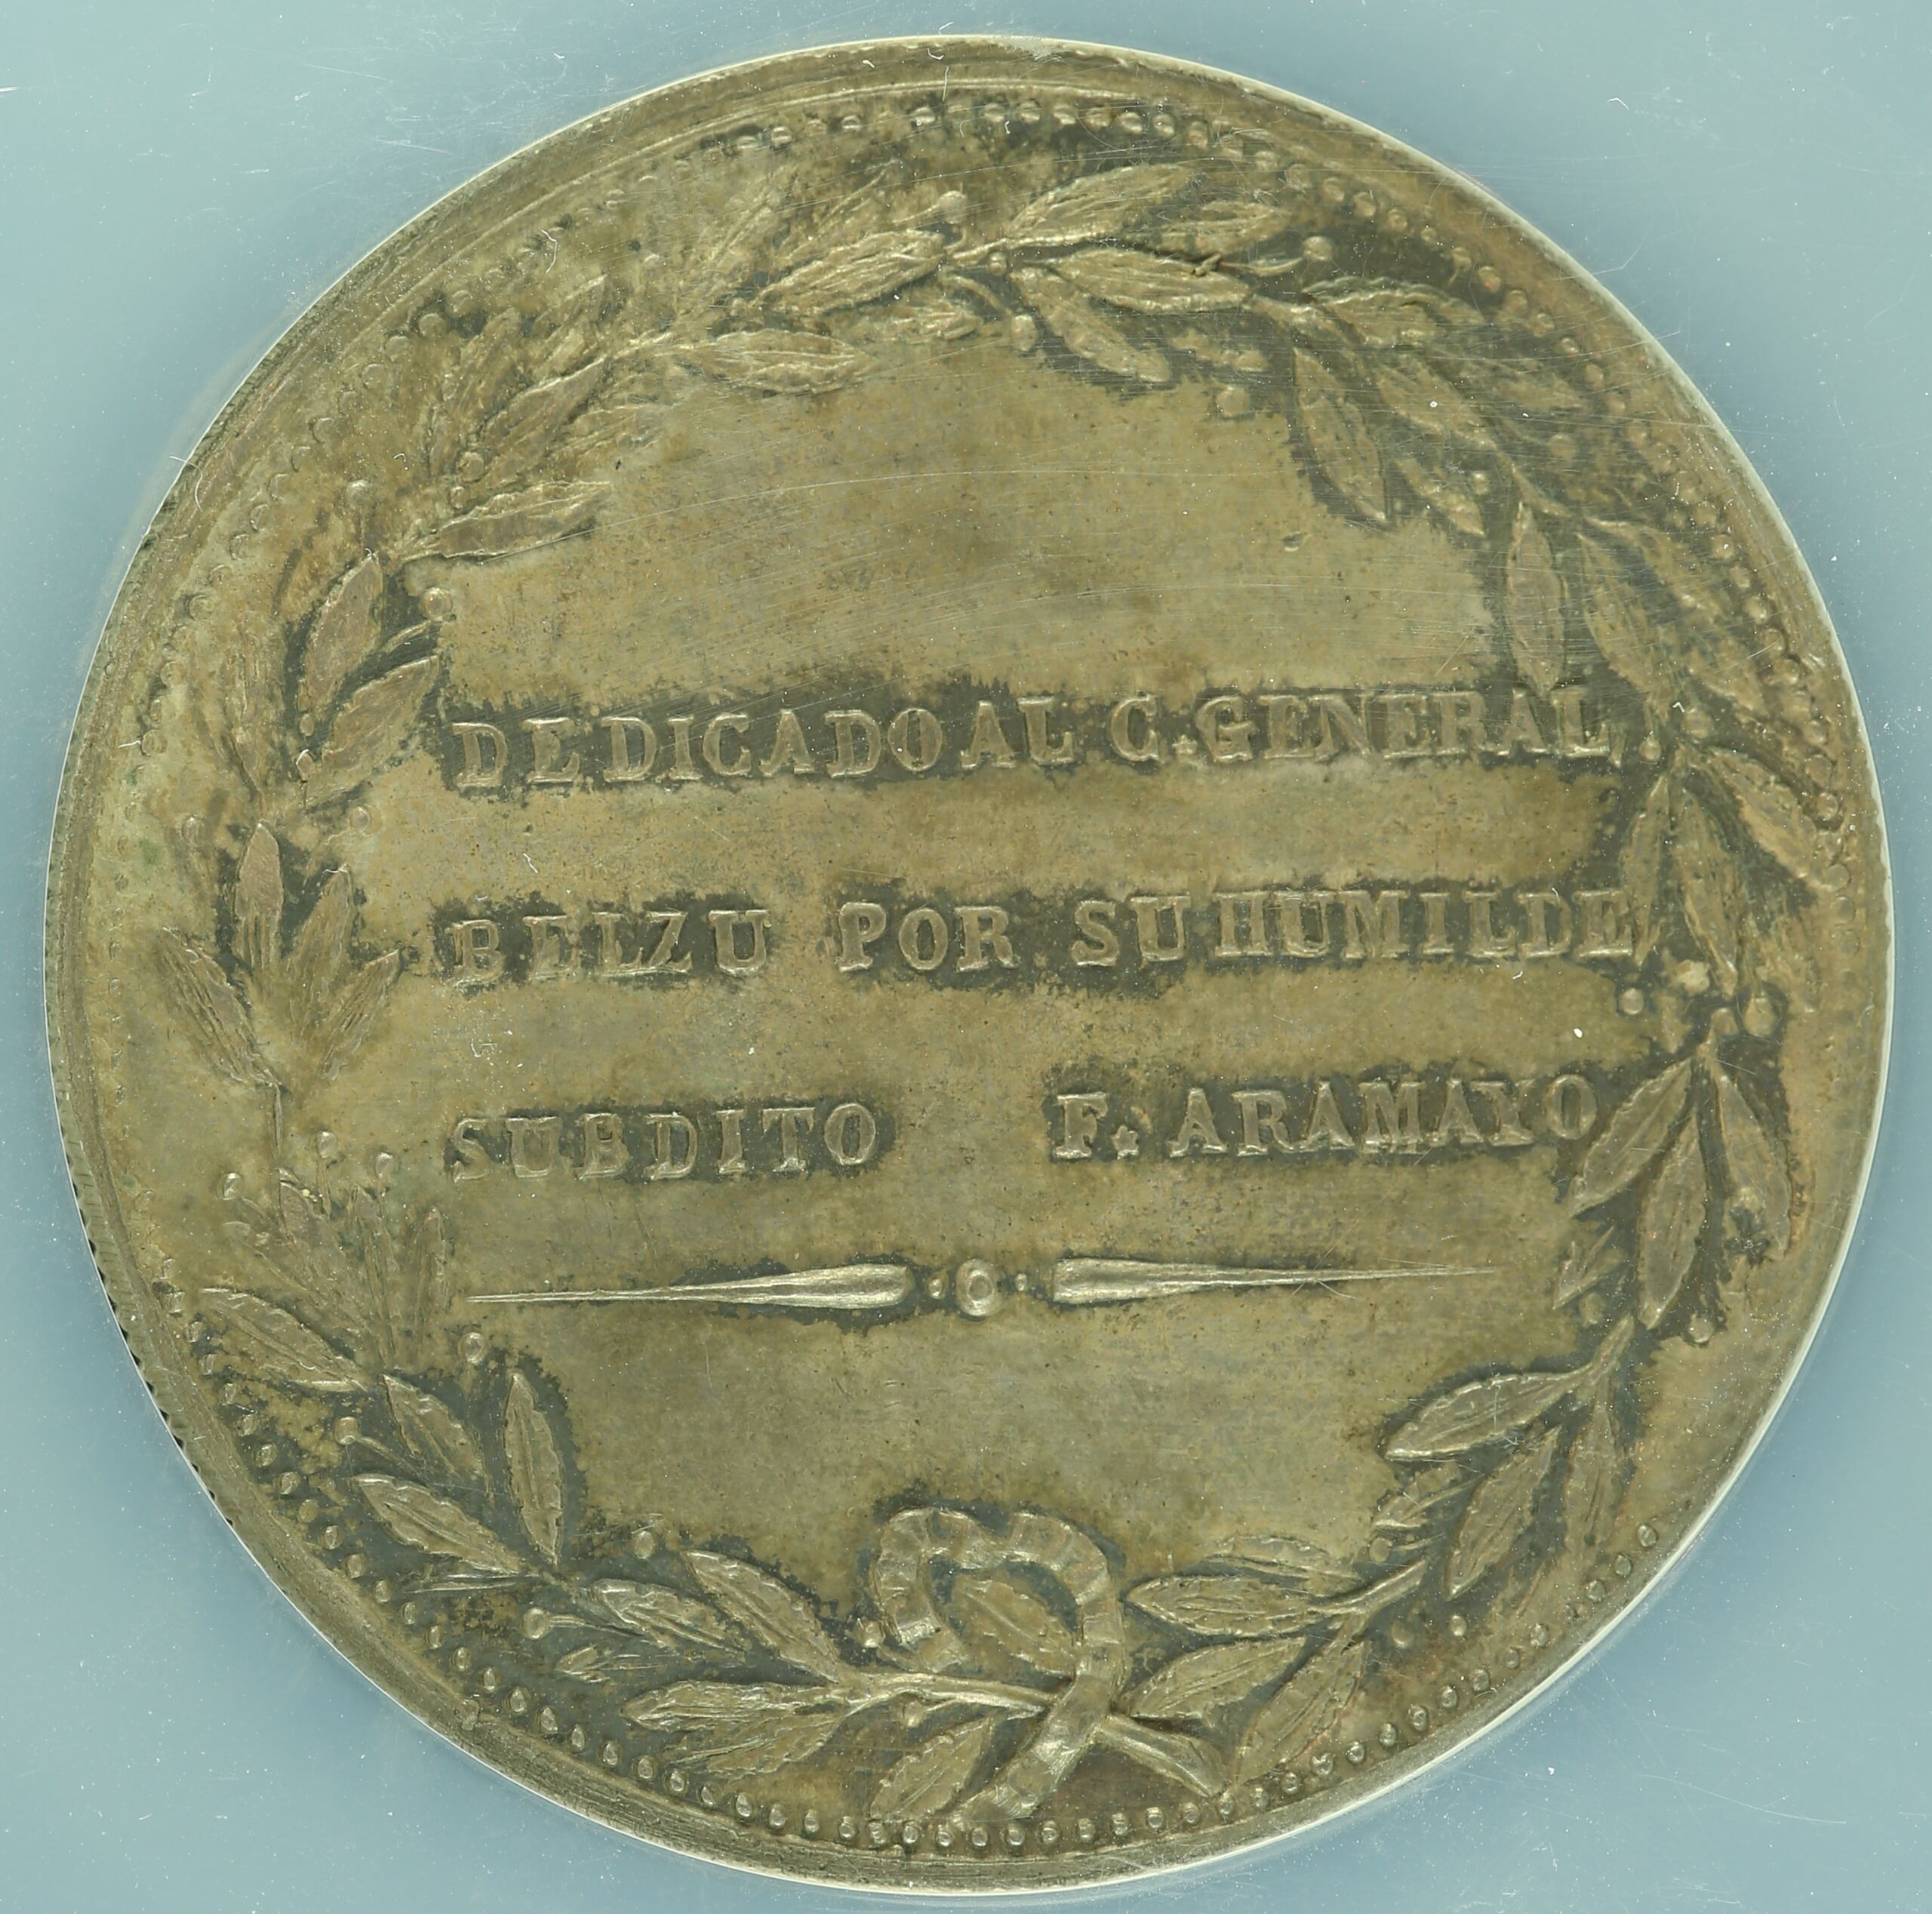 DEDICADO AL C. GENERAL,
BELZU POR SU HUMILDE
SUBDITO F. ARAMAYO